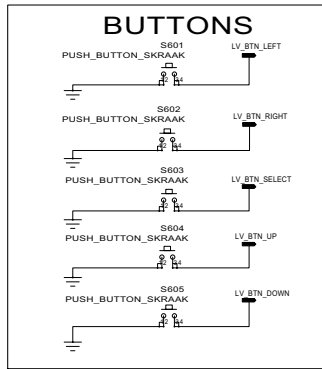 BUTTONS
S601
LV_BTN_LEFT
PUSH_BUTTON_SKRAAK
S602
LV_BTN_RIGHT
PUSH_BUTTON_SKRAAK
S603
LV_BTN_SELECT
PUSH_BUTTON_SKRAAK
S604
LV_BTN_UP
PUSH_BUTTON_SKRAAK
S605
LV_BTN_DOWN
PUSH_BUTTON_SKRAAK